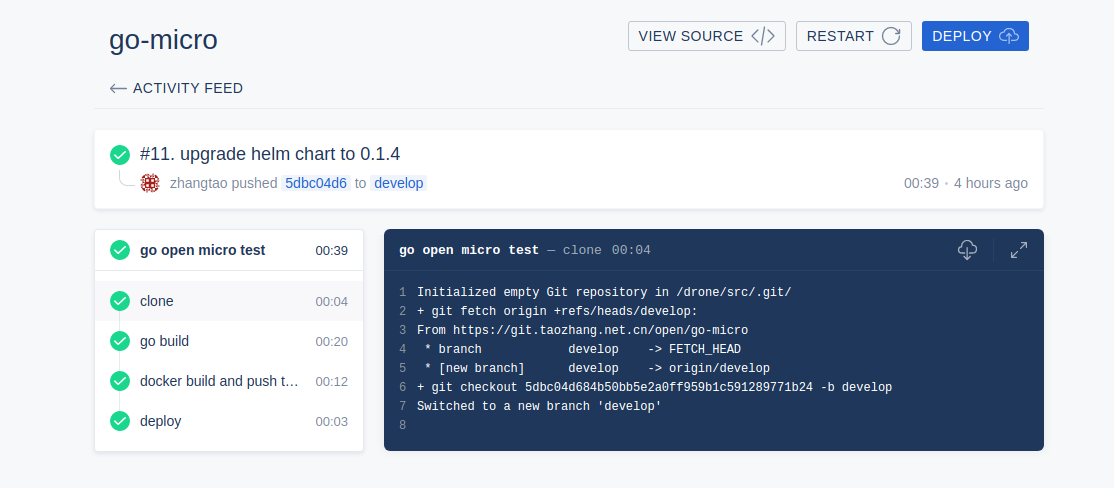 go-micro
VIEW SOURCE
RESTART
DEPLOY
ACTIVITY FEED
#11. upgrade helm chart to 0.1.4
zhangtao pushed 5dbc04d6 to develop
00:39 • 4 hours ago
go open micro test 00:39
clone 00:04
go build 00:20
docker build and push t... 00:12
deploy 00:03
go open micro test — clone 00:04
1 Initialized empty Git repository in /drone/src/.git/
2 + git fetch origin +refs/heads/develop:
3 From https://git.taozhang.net.cn/open/go-micro
4  * branch            develop    -> FETCH_HEAD
5  * [new branch]      develop    -> origin/develop
6 + git checkout 5dbc04d684b50bb5e2a0ff959b1c591289771b24 -b develop
7 Switched to a new branch 'develop'
8